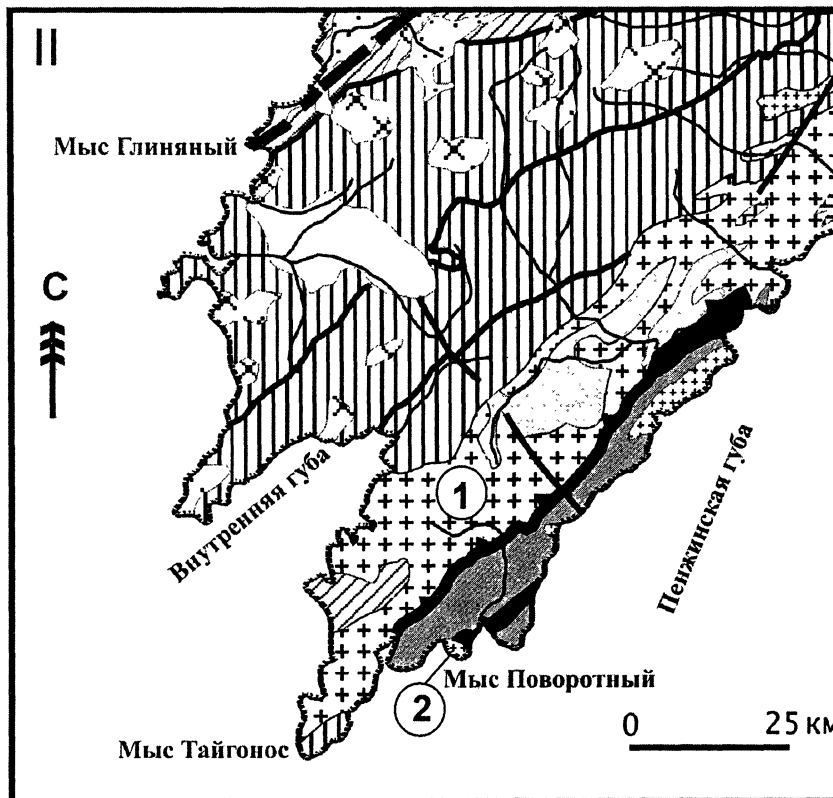 II
Мыс Глиняный
С
1
Внутренняя губа
Пенжинская губа
Мыс Поворотный
2
0 25 км
Мыс Тайгонос